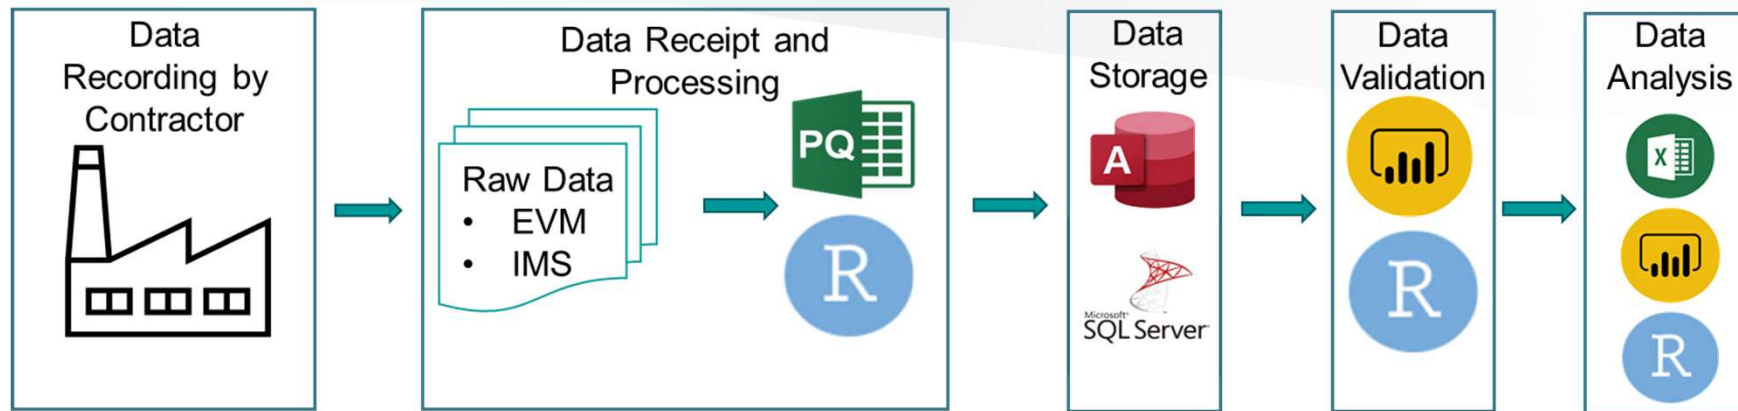 Data
Recording by
Contractor
Data Receipt and
Processing
Raw Data
• EVM
• IMS
PQ
R
Data
Storage
A
Microsoft®
SQL Server®
Data
Validation
R
Data
Analysis
X
R